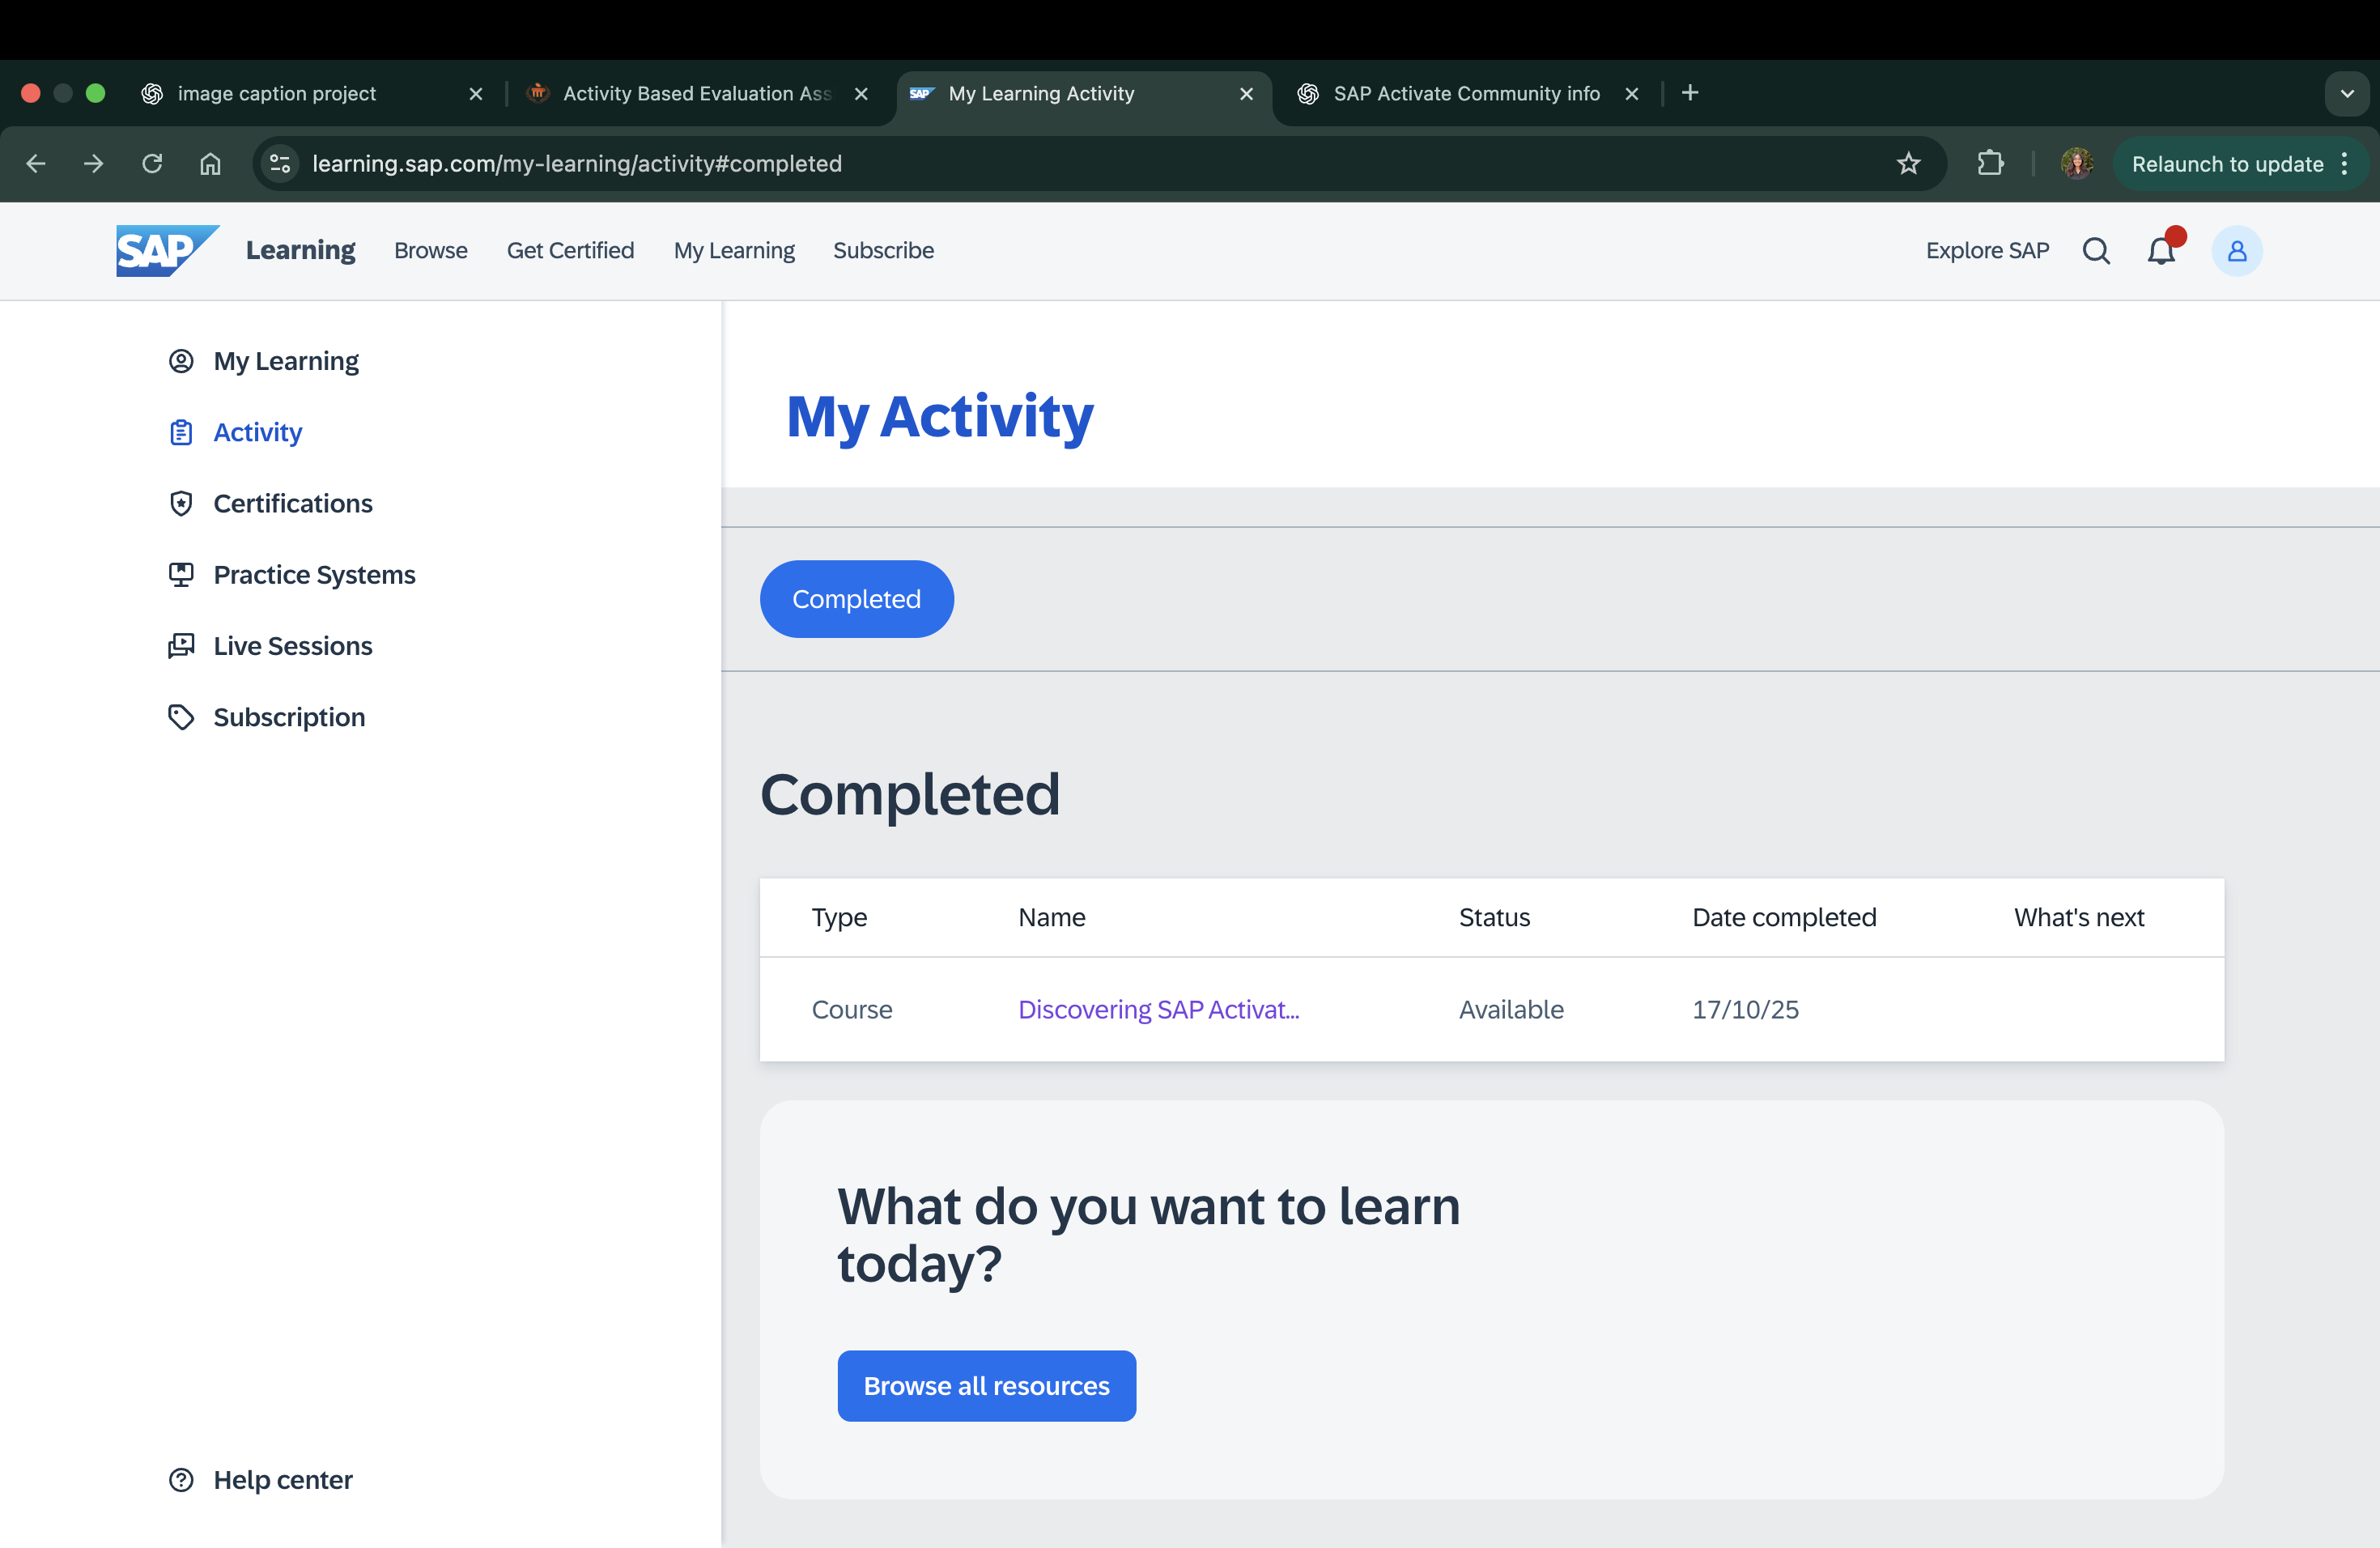 image caption project
Activity Based Evaluation Ass
SAP My Learning Activity
SAP Activate Community info
learning.sap.com/my-learning/activity#completed
Relaunch to update
SAP Learning Browse Get Certified My Learning Subscribe
Explore SAP
My Learning
Activity
Certifications
Practice Systems
Live Sessions
Subscription
Help center
My Activity
Completed
Completed
Type Name Status Date completed What's next
Course Discovering SAP Activat... Available 17/10/25
What do you want to learn
today?
Browse all resources